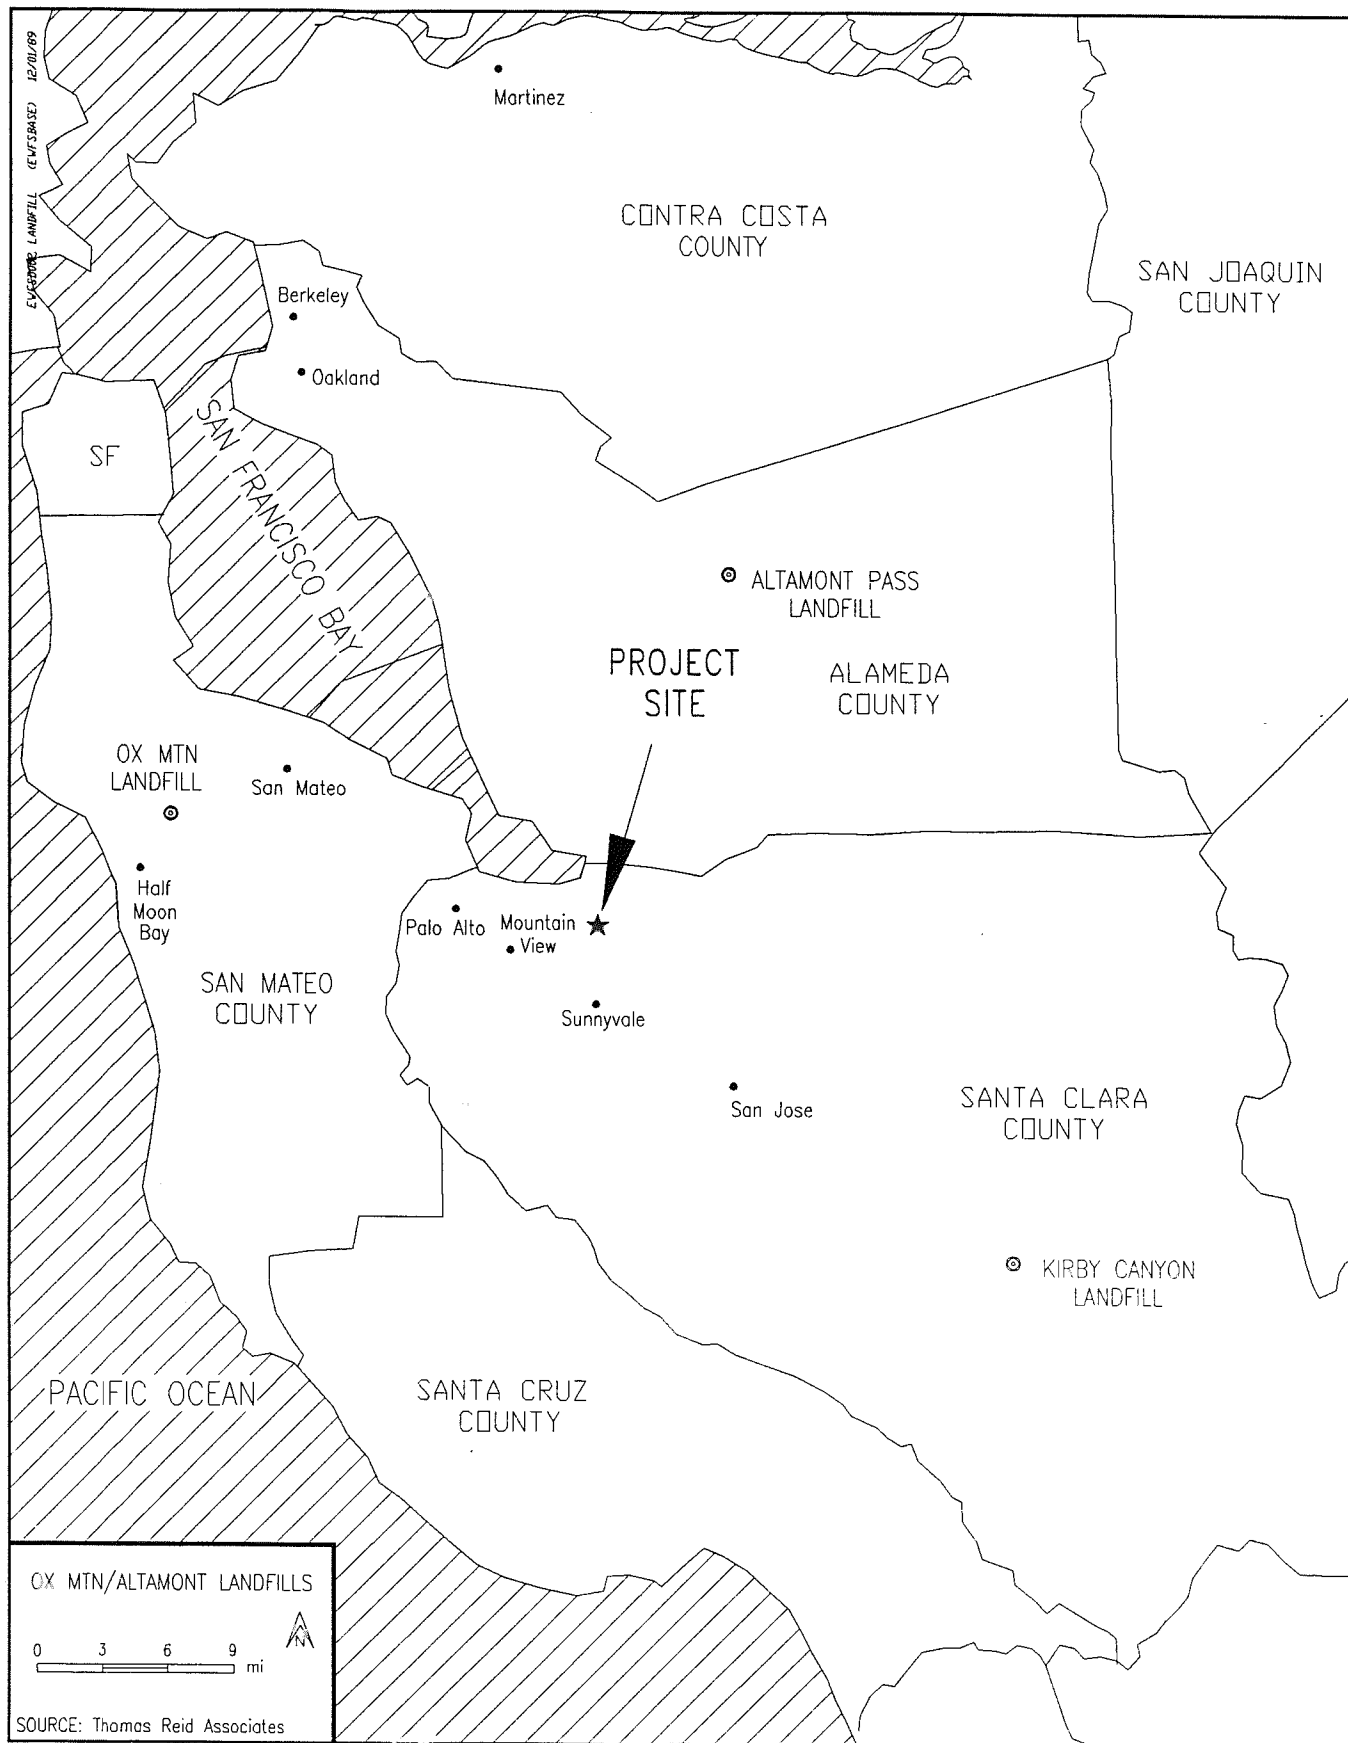 (EWFSBASE) 12/01/89
LANDFILL
Martinez
CONTRA COSTA
COUNTY
SAN JOAQUIN
COUNTY
Berkeley
Oakland
SF
SAN FRANCISCO BAY
ALTAMONT PASS
LANDFILL
PROJECT
SITE
ALAMEDA
COUNTY
OX MTN
LANDFILL
San Mateo
Half
Moon
Bay
Palo Alto
Mountain
View
SAN MATEO
COUNTY
Sunnyvale
San Jose
SANTA CLARA
COUNTY
KIRBY CANYON
LANDFILL
PACIFIC OCEAN
SANTA CRUZ
COUNTY
OX MTN/ALTAMONT LANDFILLS
N
0 3 6 9
mi
SOURCE: Thomas Reid Associates